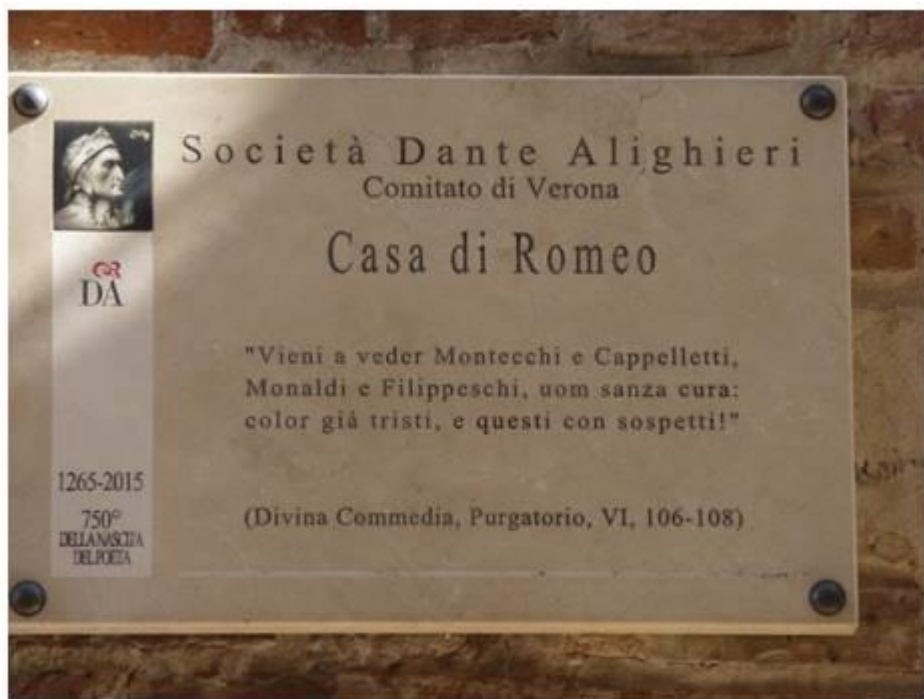 Società Dante Alighieri
Comitato di Verona
Casa di Romeo
DA
"Vieni a veder Montecchi e Cappelletti,
Monaldi e Filippeschi, uom sanza cura:
color già tristi, e questi con sospetti!"
(Divina Commedia, Purgatorio, VI, 106-108)
1265-2015
750°
DELLA NASCITA
DEL POETA